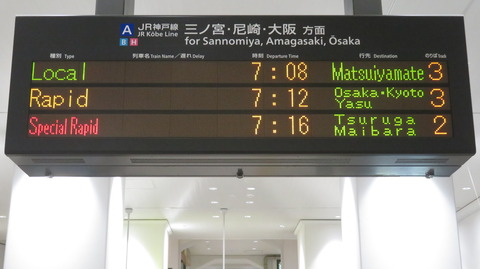 A JR神戸線 三ノ宮・尼崎・大阪 方面
B H JR Kōbe Line for Sannomiya, Amagasaki, Ōsaka
種別 Type 列車名 Train Name／遅れ Delay 時刻 Departure Time 行先 Destination のりば Track
Local 7:08 Matsuiyamate 3
Rapid 7:12 Osaka・Kyoto Yasu 3
Special Rapid 7:16 Tsuruga Maibara 2